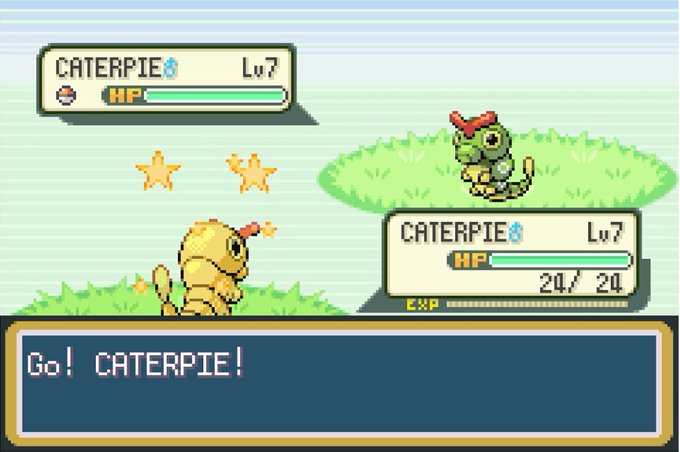 CATERPIE♂ Lv7
HP
CATERPIE♂ Lv7
HP
24/ 24
EXP
Go! CATERPIE!